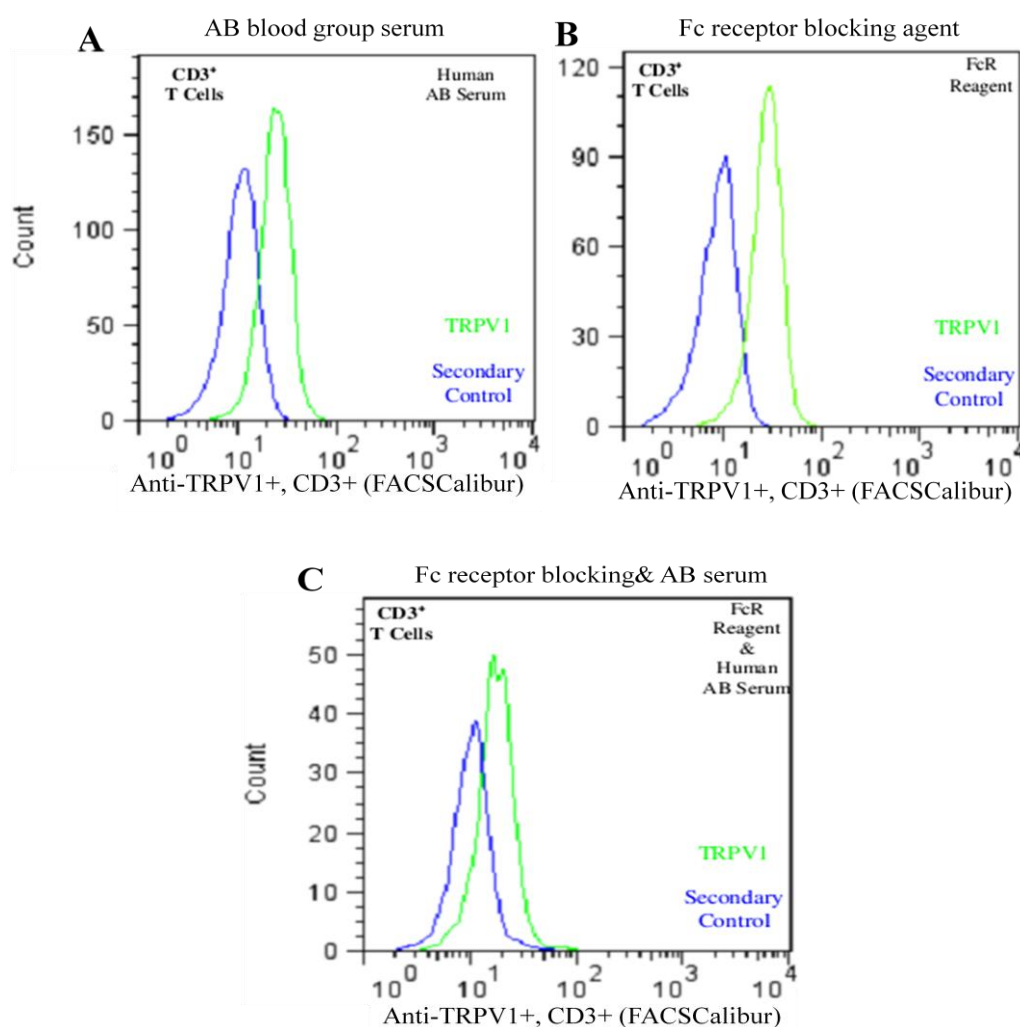 A
AB blood group serum
CD3+
T Cells
Human
AB Serum
150
100
50
0
Count
TRPV1
Secondary
Control
10^0 10^1 10^2 10^3 10^4
Anti-TRPV1+, CD3+ (FACSCalibur)
B
Fc receptor blocking agent
CD3+
T Cells
FcR
Reagent
120
90
60
30
0
TRPV1
Secondary
Control
10^0 10^1 10^2 10^3 10^4
Anti-TRPV1+, CD3+ (FACSCalibur)
C
Fc receptor blocking& AB serum
CD3+
T Cells
FcR
Reagent
&
Human
AB Serum
50
40
30
20
10
0
Count
TRPV1
Secondary
Control
10^0 10^1 10^2 10^3 10^4
Anti-TRPV1+, CD3+ (FACSCalibur)